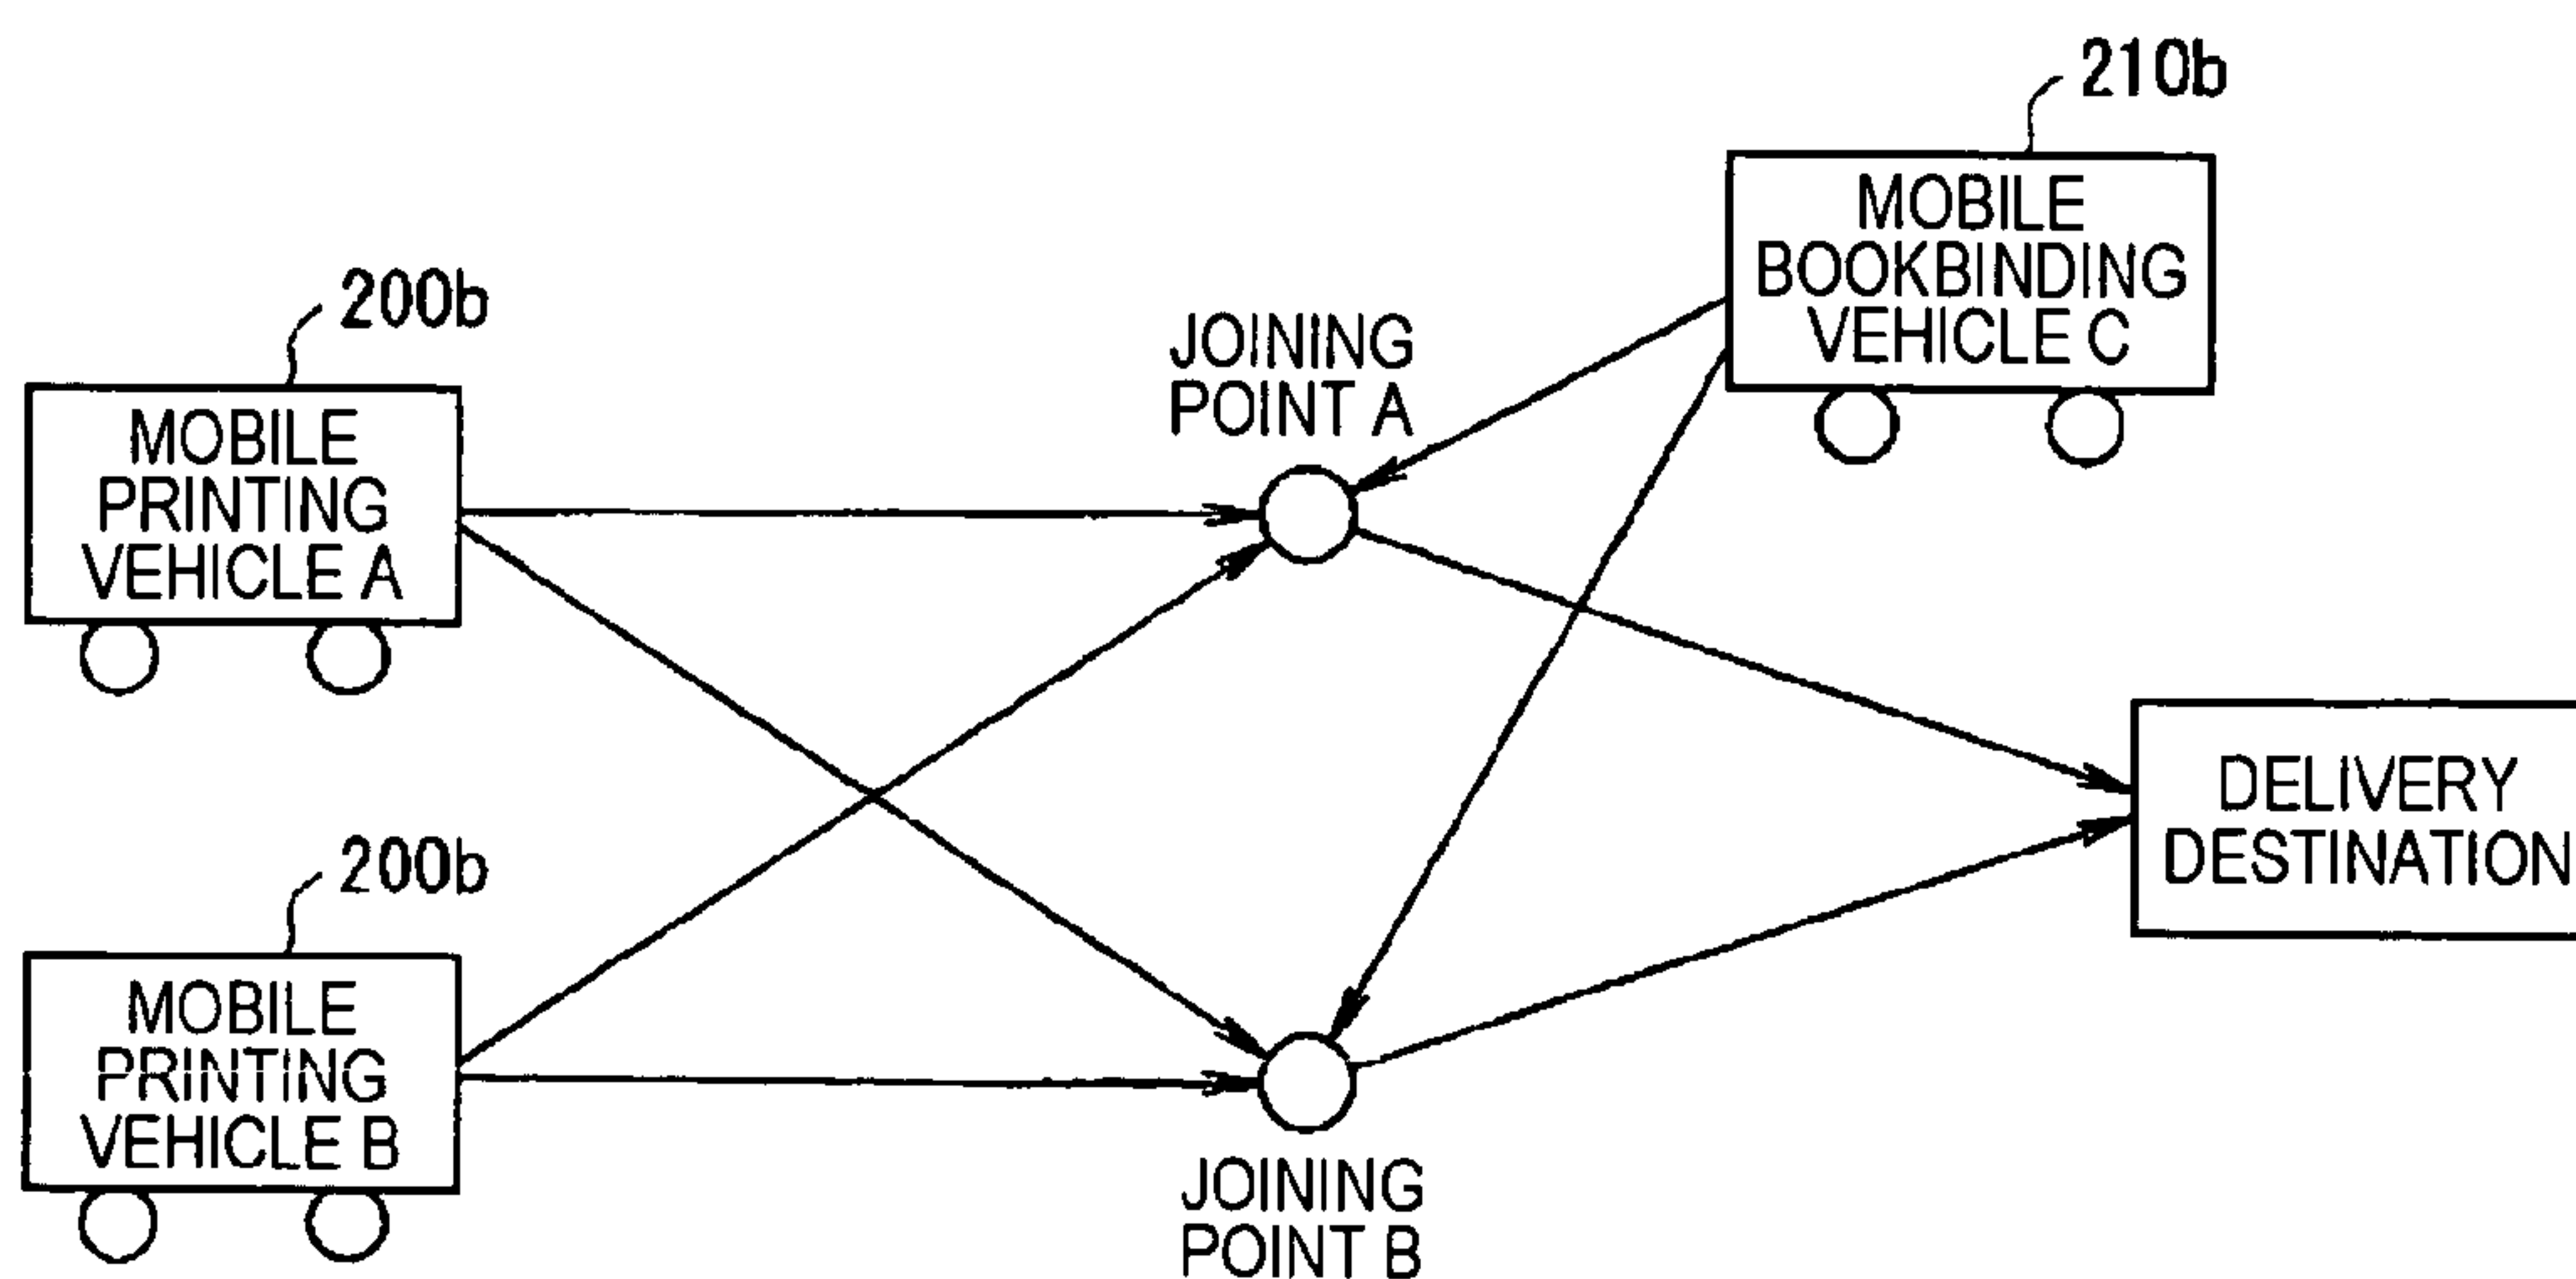 210b
MOBILE
BOOKBINDING
VEHICLE C
200b
MOBILE
PRINTING
VEHICLE A
JOINING
POINT A
DELIVERY
DESTINATION
200b
MOBILE
PRINTING
VEHICLE B
JOINING
POINT B